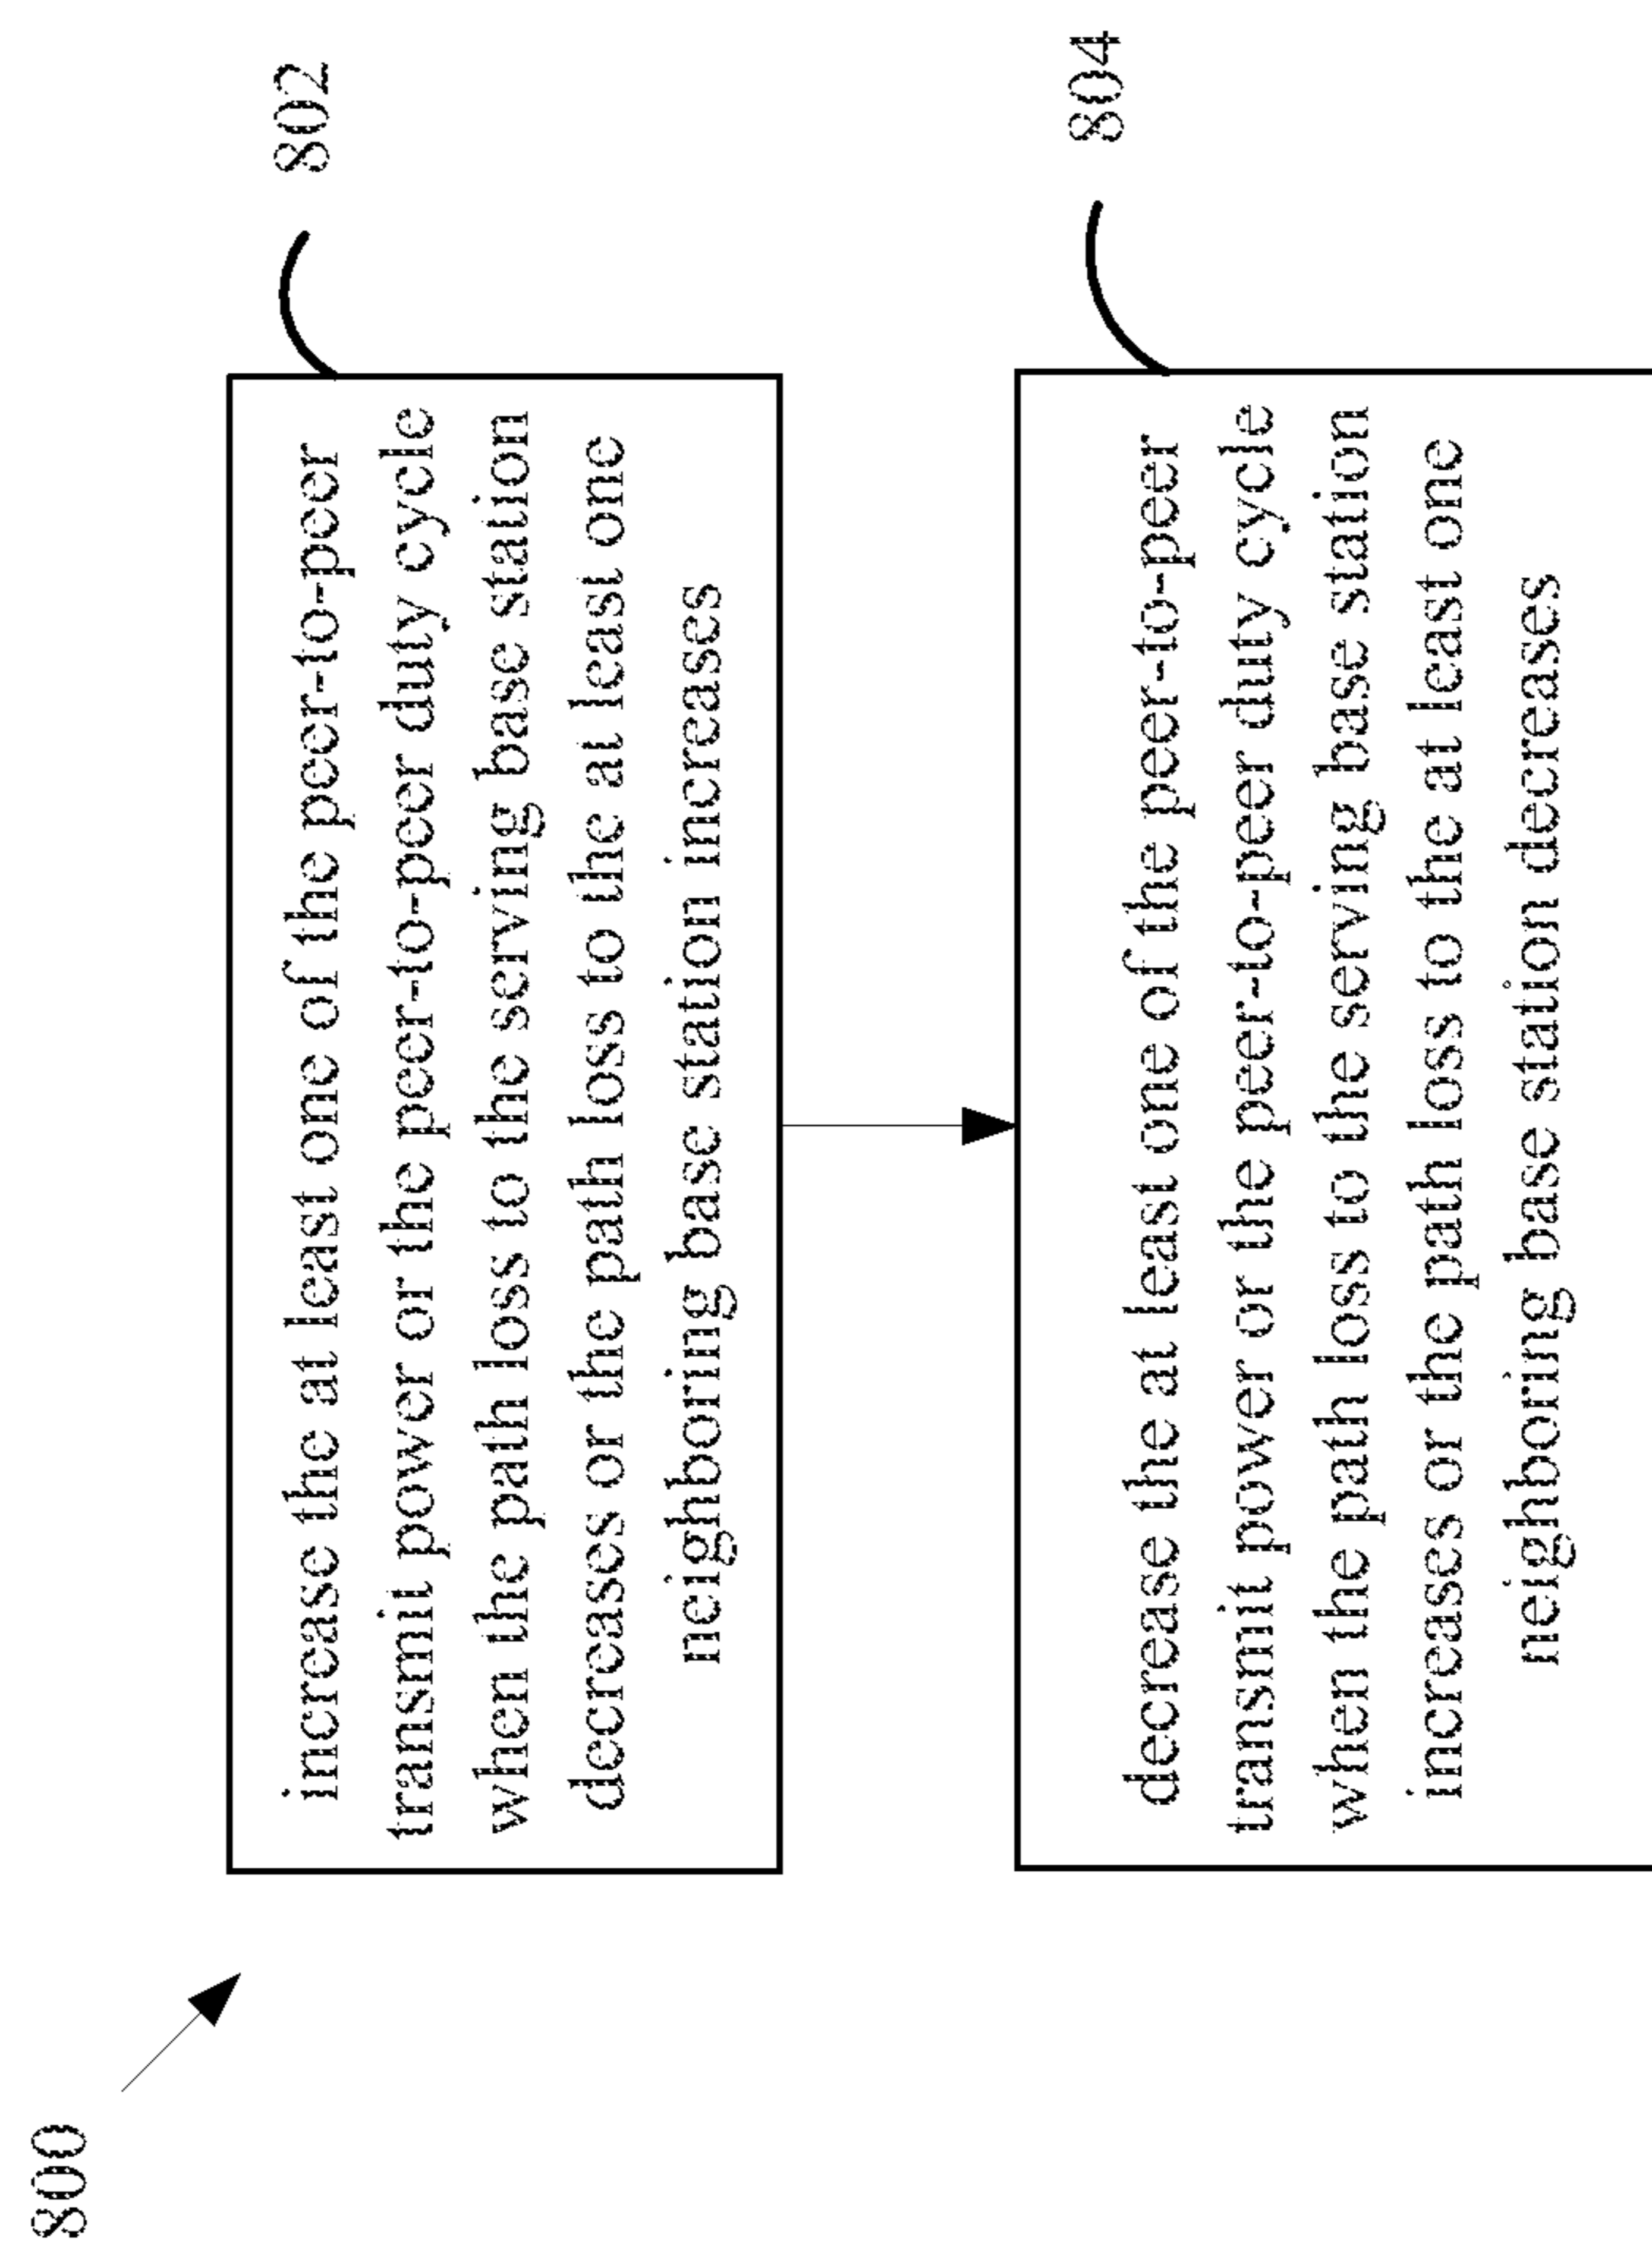 800
802
increase the at least one of the peer-to-peer
transmit power or the peer-to-peer duty cycle
when the path loss to the serving base station
decreases or the path loss to the at least one
neighboring base station increases
804
decrease the at least one of the peer-to-peer
transmit power or the peer-to-peer duty cycle
when the path loss to the serving base station
increases or the path loss to the at least one
neighboring base station decreases